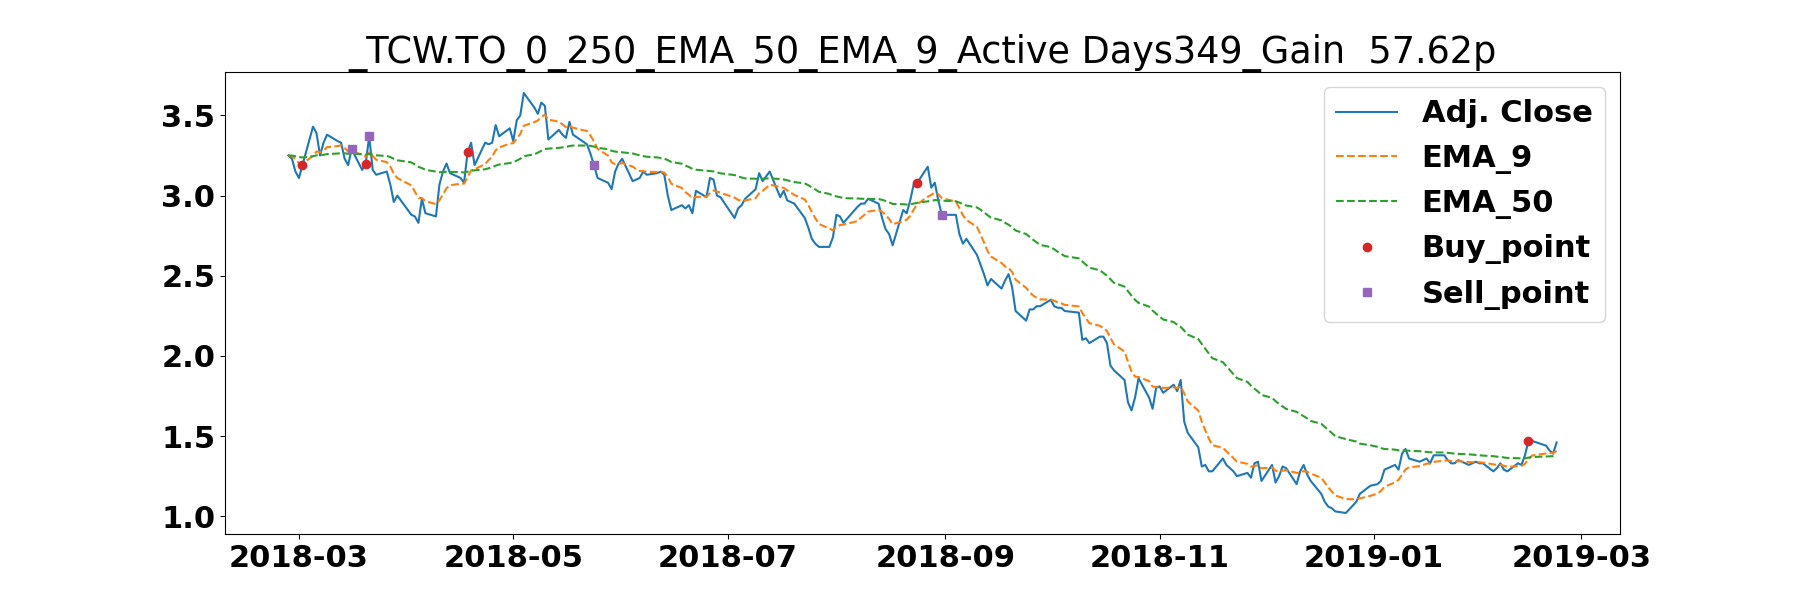 _TCW.TO_0_250_EMA_50_EMA_9_Active Days349_Gain  57.62p
3.5
3.0
2.5
2.0
1.5
1.0
2018-03 2018-05 2018-07 2018-09 2018-11 2019-01 2019-03
Adj. Close
EMA_9
EMA_50
Buy_point
Sell_point